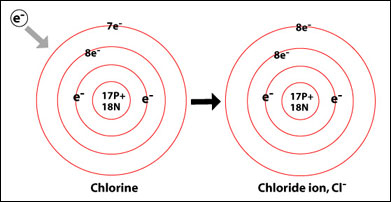 e⁻
7e⁻
8e⁻
e⁻
17P+
18N
e⁻
Chlorine
8e⁻
8e⁻
e⁻
17P+
18N
e⁻
Chloride ion, Cl⁻